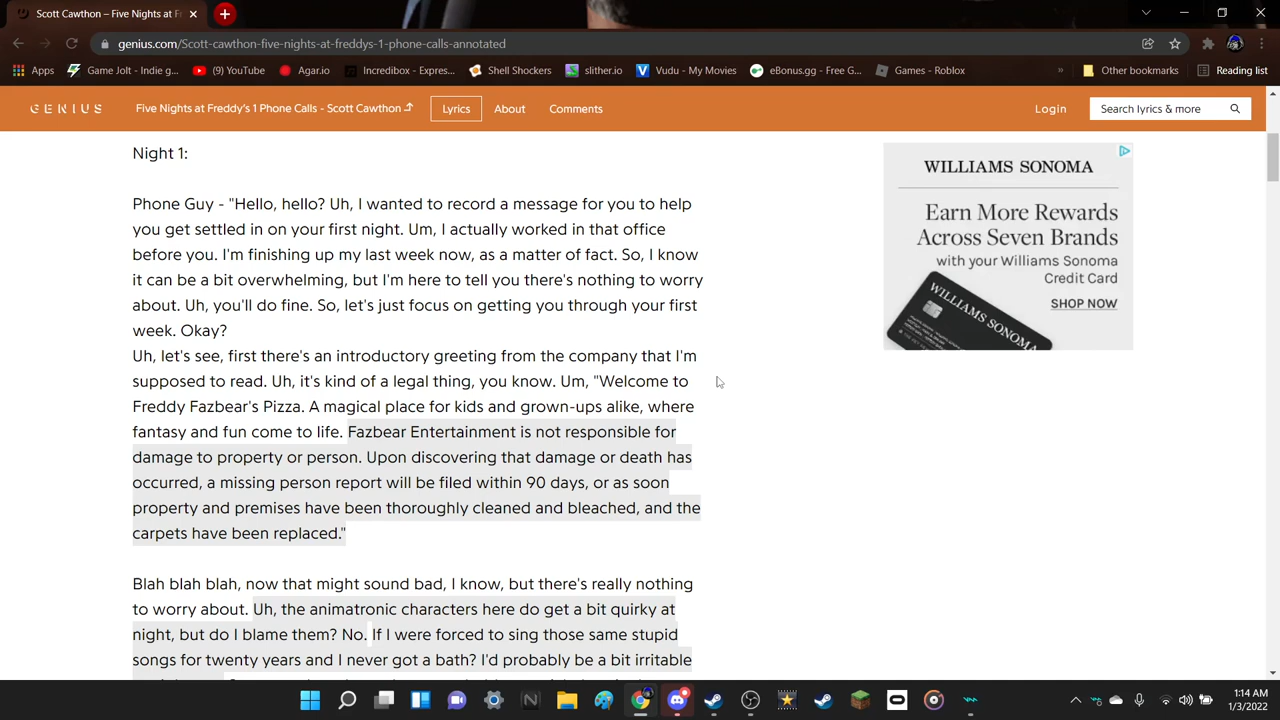 Scott Cawthon – Five Nights at Fr
genius.com/Scott-cawthon-five-nights-at-freddys-1-phone-calls-annotated
Apps
Game Jolt - Indie g...
(9) YouTube
Agar.io
Incredibox - Expres...
Shell Shockers
slither.io
Vudu - My Movies
eBonus.gg - Free G...
Games - Roblox
»
Other bookmarks
Reading list
GENIUS
Five Nights at Freddy's 1 Phone Calls - Scott Cawthon
Lyrics
About
Comments
Login
Search lyrics & more
Night 1:
Phone Guy - "Hello, hello? Uh, I wanted to record a message for you to help
you get settled in on your first night. Um, I actually worked in that office
before you. I'm finishing up my last week now, as a matter of fact. So, I know
it can be a bit overwhelming, but I'm here to tell you there's nothing to worry
about. Uh, you'll do fine. So, let's just focus on getting you through your first
week. Okay?
Uh, let's see, first there's an introductory greeting from the company that I'm
supposed to read. Uh, it's kind of a legal thing, you know. Um, "Welcome to
Freddy Fazbear's Pizza. A magical place for kids and grown-ups alike, where
fantasy and fun come to life. Fazbear Entertainment is not responsible for
damage to property or person. Upon discovering that damage or death has
occurred, a missing person report will be filed within 90 days, or as soon
property and premises have been thoroughly cleaned and bleached, and the
carpets have been replaced."
Blah blah blah, now that might sound bad, I know, but there's really nothing
to worry about. Uh, the animatronic characters here do get a bit quirky at
night, but do I blame them? No. If I were forced to sing those same stupid
songs for twenty years and I never got a bath? I'd probably be a bit irritable
WILLIAMS SONOMA
Earn More Rewards
Across Seven Brands
with your Williams Sonoma
Credit Card
SHOP NOW
WILLIAMS SONOMA
1:14 AM
1/3/2022